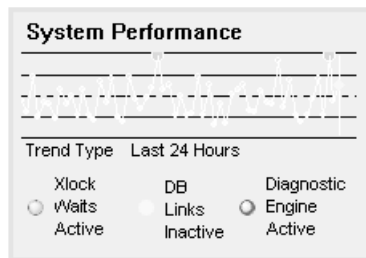 System Performance
Trend Type Last 24 Hours
Xlock Waits Active
DB Links Inactive
Diagnostic Engine Active